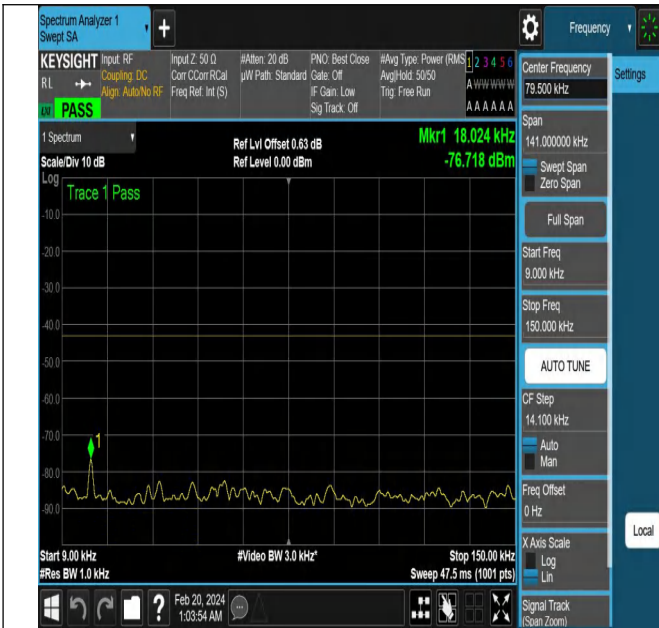 Spectrum Analyzer 1
Swept SA
+
Frequency
KEYSIGHT
RL
PASS
Input: RF
Coupling: DC
Align: Auto/No RF
Input Z: 50 Ω
Corr CCorr RCal
Freq Ref: Int (S)
#Atten: 20 dB
µW Path: Standard
PNO: Best Close
Gate: Off
IF Gain: Low
Sig Track: Off
#Avg Type: Power (RMS
Avg|Hold: 50/50
Trig: Free Run
1 2 3 4 5 6
A W W W W W
A A A A A A
1 Spectrum
Scale/Div 10 dB
Ref Lvl Offset 0.63 dB
Ref Level 0.00 dBm
Mkr1 18.024 kHz
-76.718 dBm
Log
Trace 1 Pass
-10.0
-20.0
-30.0
-40.0
-50.0
-60.0
-70.0
1
-80.0
-90.0
Start 9.00 kHz
#Res BW 1.0 kHz
#Video BW 3.0 kHz*
Stop 150.00 kHz
Sweep 47.5 ms (1001 pts)
Center Frequency
79.500 kHz
Settings
Span
141.000000 kHz
Swept Span
Zero Span
Full Span
Start Freq
9.000 kHz
Stop Freq
150.000 kHz
AUTO TUNE
CF Step
14.100 kHz
Auto
Man
Freq Offset
0 Hz
Local
X Axis Scale
Log
Lin
Signal Track
(Span Zoom)
?
Feb 20, 2024
1:03:54 AM